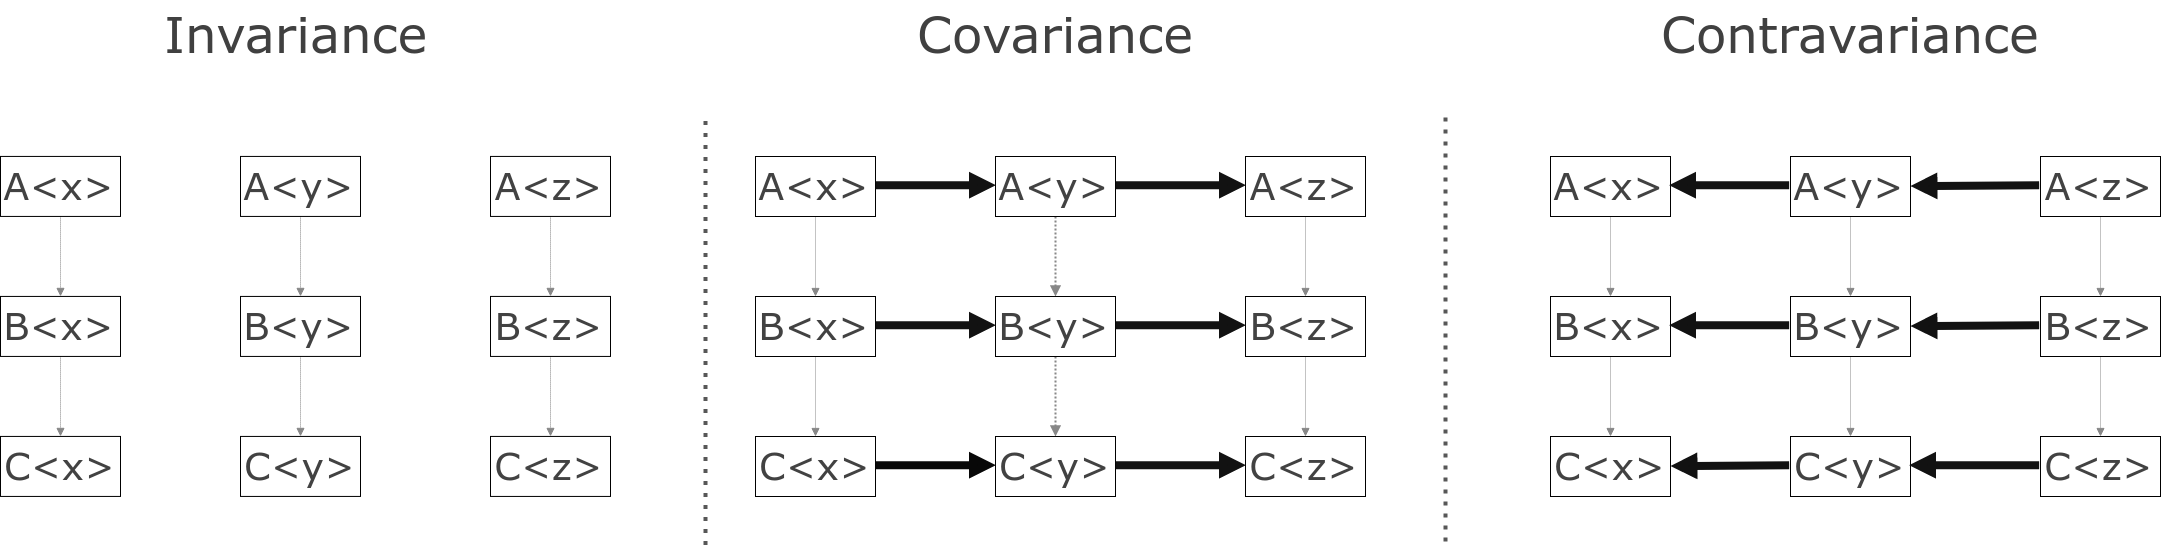 Invariance Covariance Contravariance
A<x> A<y> A<z> A<x> A<y> A<z> A<x> A<y> A<z>
B<x> B<y> B<z> B<x> B<y> B<z> B<x> B<y> B<z>
C<x> C<y> C<z> C<x> C<y> C<z> C<x> C<y> C<z>